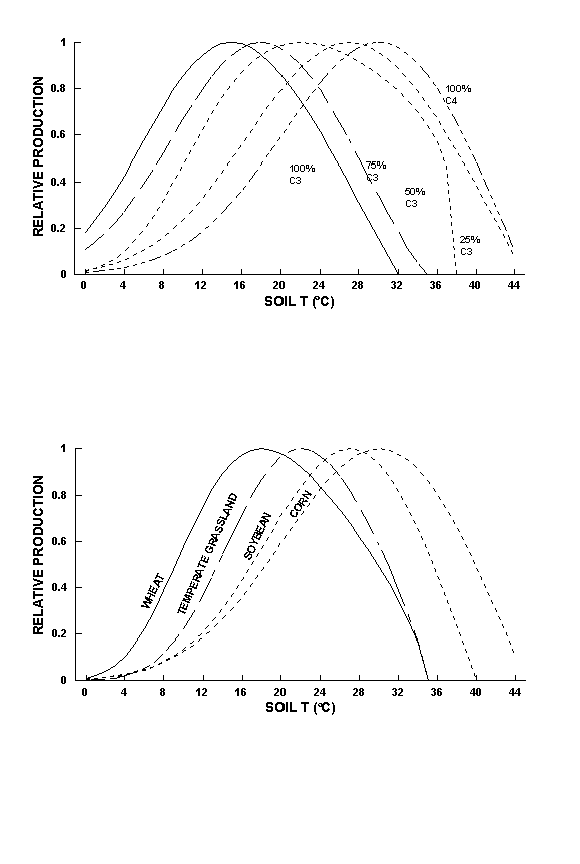 RELATIVE PRODUCTION
1
0.8
0.6
0.4
0.2
0
100%
C4
100%
C3
75%
C3
50%
C3
25%
C3
0 4 8 12 16 20 24 28 32 36 40 44
SOIL T (°C)
RELATIVE PRODUCTION
1
0.8
0.6
0.4
0.2
0
WHEAT
TEMPERATE GRASSLAND
SOYBEAN
CORN
0 4 8 12 16 20 24 28 32 36 40 44
SOIL T (°C)